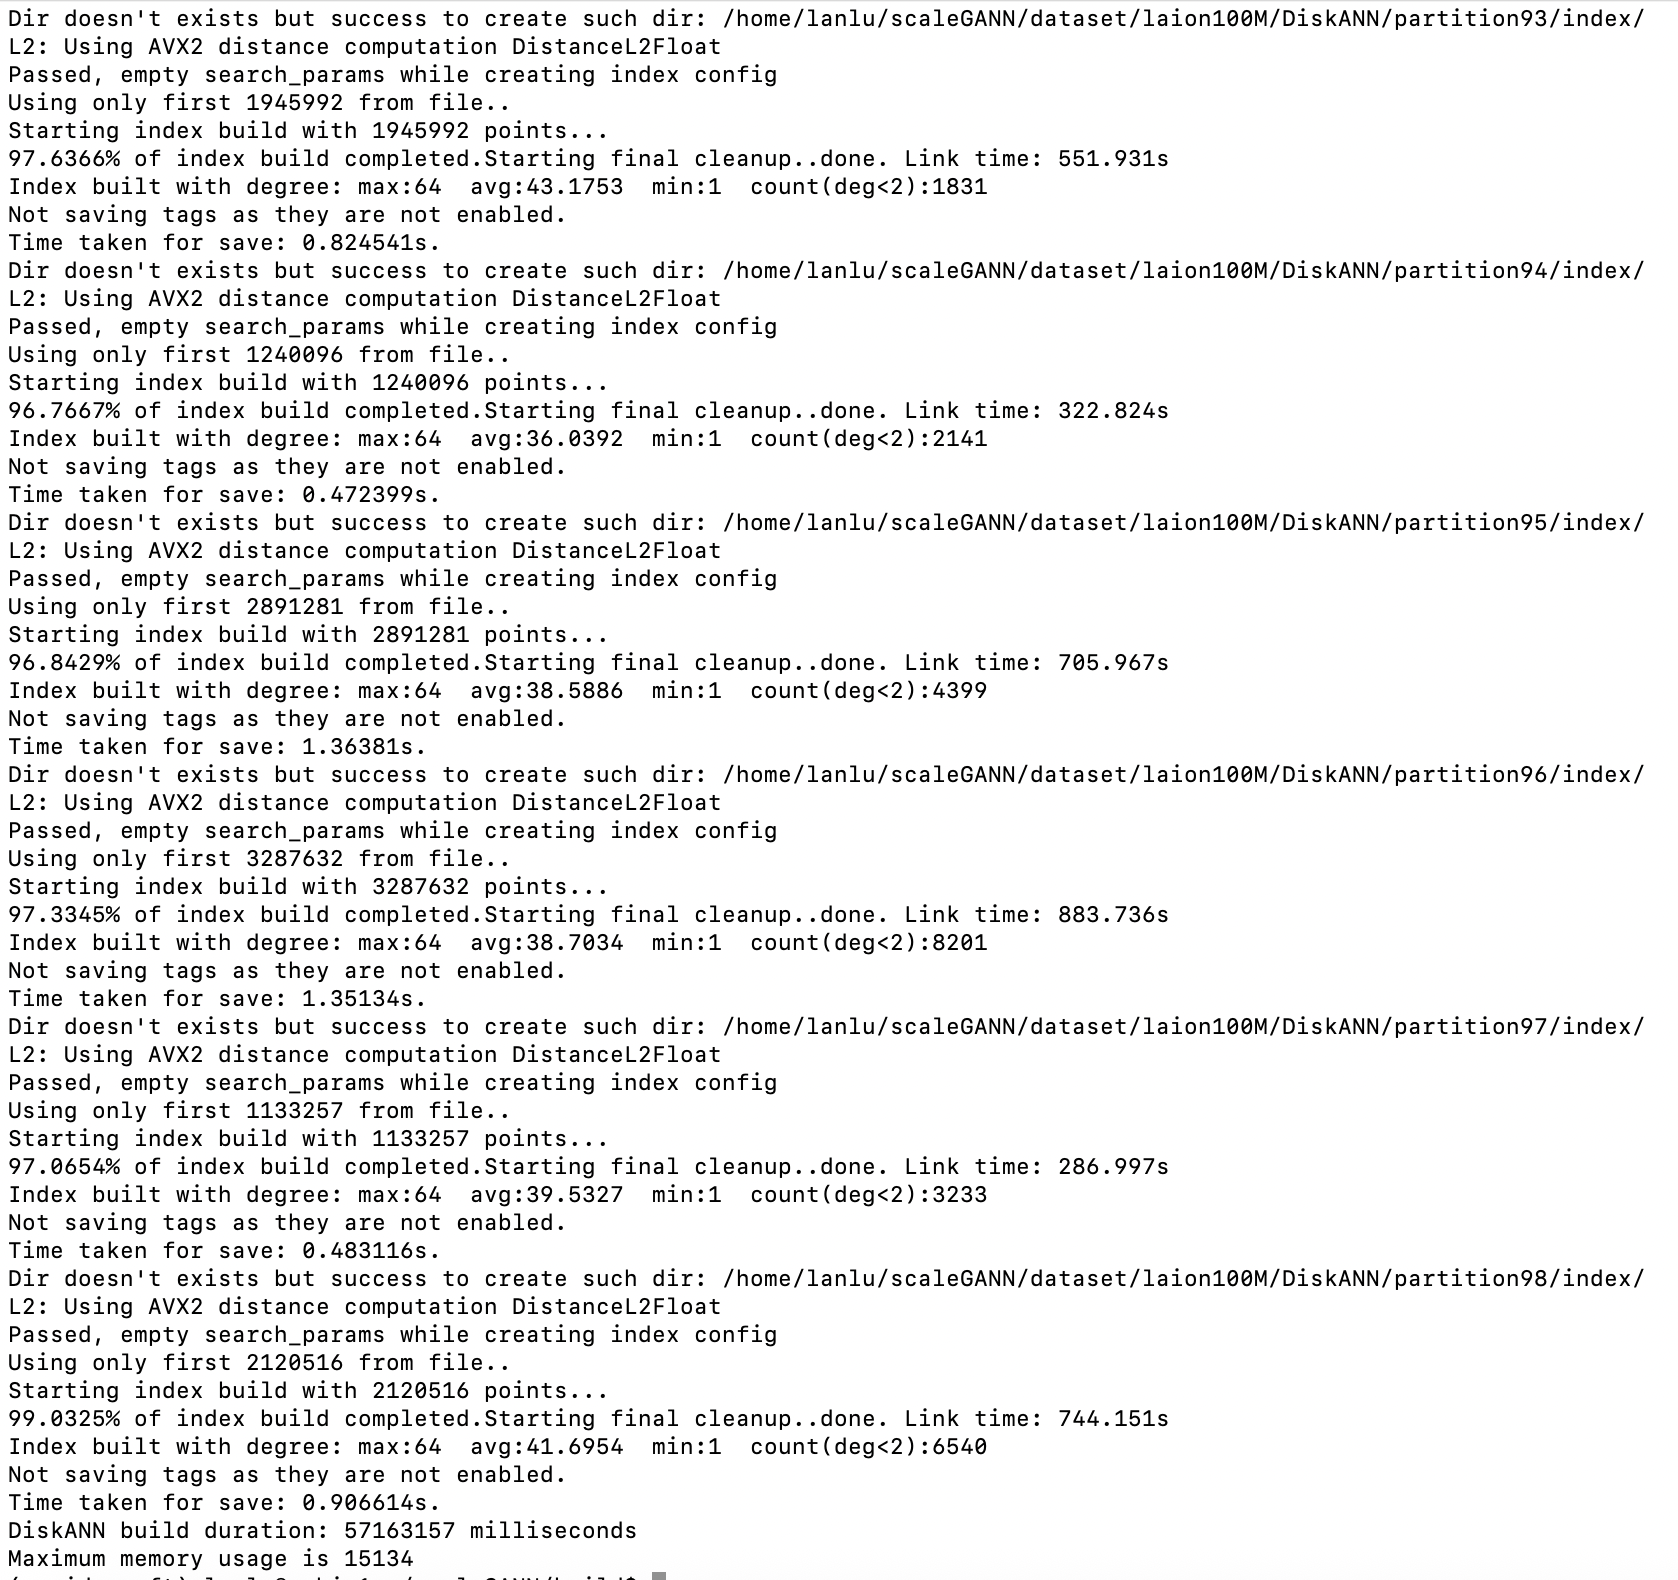 Dir doesn't exists but success to create such dir: /home/lanlu/scaleGANN/dataset/laion100M/DiskANN/partition93/index/
L2: Using AVX2 distance computation DistanceL2Float
Passed, empty search_params while creating index config
Using only first 1945992 from file..
Starting index build with 1945992 points...
97.6366% of index build completed.Starting final cleanup..done. Link time: 551.931s
Index built with degree: max:64  avg:43.1753  min:1  count(deg<2):1831
Not saving tags as they are not enabled.
Time taken for save: 0.824541s.
Dir doesn't exists but success to create such dir: /home/lanlu/scaleGANN/dataset/laion100M/DiskANN/partition94/index/
L2: Using AVX2 distance computation DistanceL2Float
Passed, empty search_params while creating index config
Using only first 1240096 from file..
Starting index build with 1240096 points...
96.7667% of index build completed.Starting final cleanup..done. Link time: 322.824s
Index built with degree: max:64  avg:36.0392  min:1  count(deg<2):2141
Not saving tags as they are not enabled.
Time taken for save: 0.472399s.
Dir doesn't exists but success to create such dir: /home/lanlu/scaleGANN/dataset/laion100M/DiskANN/partition95/index/
L2: Using AVX2 distance computation DistanceL2Float
Passed, empty search_params while creating index config
Using only first 2891281 from file..
Starting index build with 2891281 points...
96.8429% of index build completed.Starting final cleanup..done. Link time: 705.967s
Index built with degree: max:64  avg:38.5886  min:1  count(deg<2):4399
Not saving tags as they are not enabled.
Time taken for save: 1.36381s.
Dir doesn't exists but success to create such dir: /home/lanlu/scaleGANN/dataset/laion100M/DiskANN/partition96/index/
L2: Using AVX2 distance computation DistanceL2Float
Passed, empty search_params while creating index config
Using only first 3287632 from file..
Starting index build with 3287632 points...
97.3345% of index build completed.Starting final cleanup..done. Link time: 883.736s
Index built with degree: max:64  avg:38.7034  min:1  count(deg<2):8201
Not saving tags as they are not enabled.
Time taken for save: 1.35134s.
Dir doesn't exists but success to create such dir: /home/lanlu/scaleGANN/dataset/laion100M/DiskANN/partition97/index/
L2: Using AVX2 distance computation DistanceL2Float
Passed, empty search_params while creating index config
Using only first 1133257 from file..
Starting index build with 1133257 points...
97.0654% of index build completed.Starting final cleanup..done. Link time: 286.997s
Index built with degree: max:64  avg:39.5327  min:1  count(deg<2):3233
Not saving tags as they are not enabled.
Time taken for save: 0.483116s.
Dir doesn't exists but success to create such dir: /home/lanlu/scaleGANN/dataset/laion100M/DiskANN/partition98/index/
L2: Using AVX2 distance computation DistanceL2Float
Passed, empty search_params while creating index config
Using only first 2120516 from file..
Starting index build with 2120516 points...
99.0325% of index build completed.Starting final cleanup..done. Link time: 744.151s
Index built with degree: max:64  avg:41.6954  min:1  count(deg<2):6540
Not saving tags as they are not enabled.
Time taken for save: 0.906614s.
DiskANN build duration: 57163157 milliseconds
Maximum memory usage is 15134